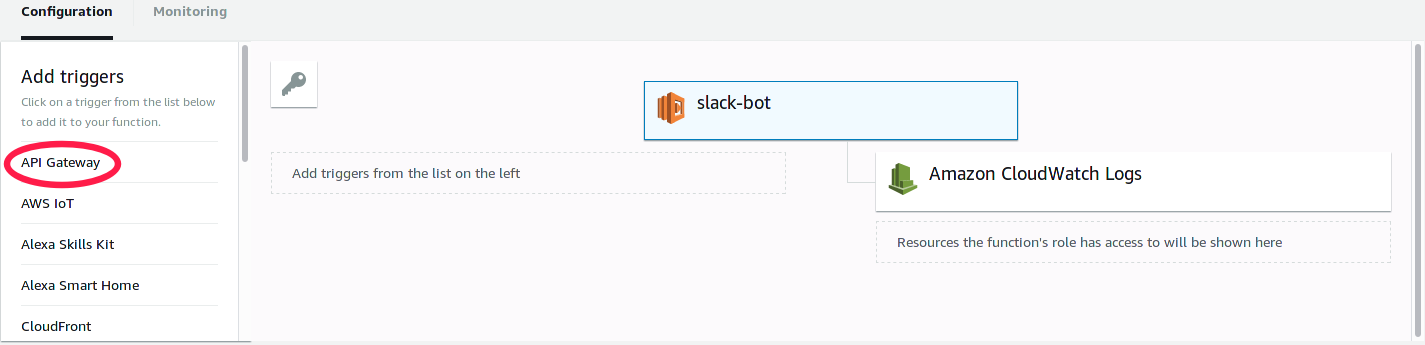 Configuration
Monitoring
Add triggers
Click on a trigger from the list below
to add it to your function.
API Gateway
AWS IoT
Alexa Skills Kit
Alexa Smart Home
CloudFront
slack-bot
Add triggers from the list on the left
Amazon CloudWatch Logs
Resources the function's role has access to will be shown here